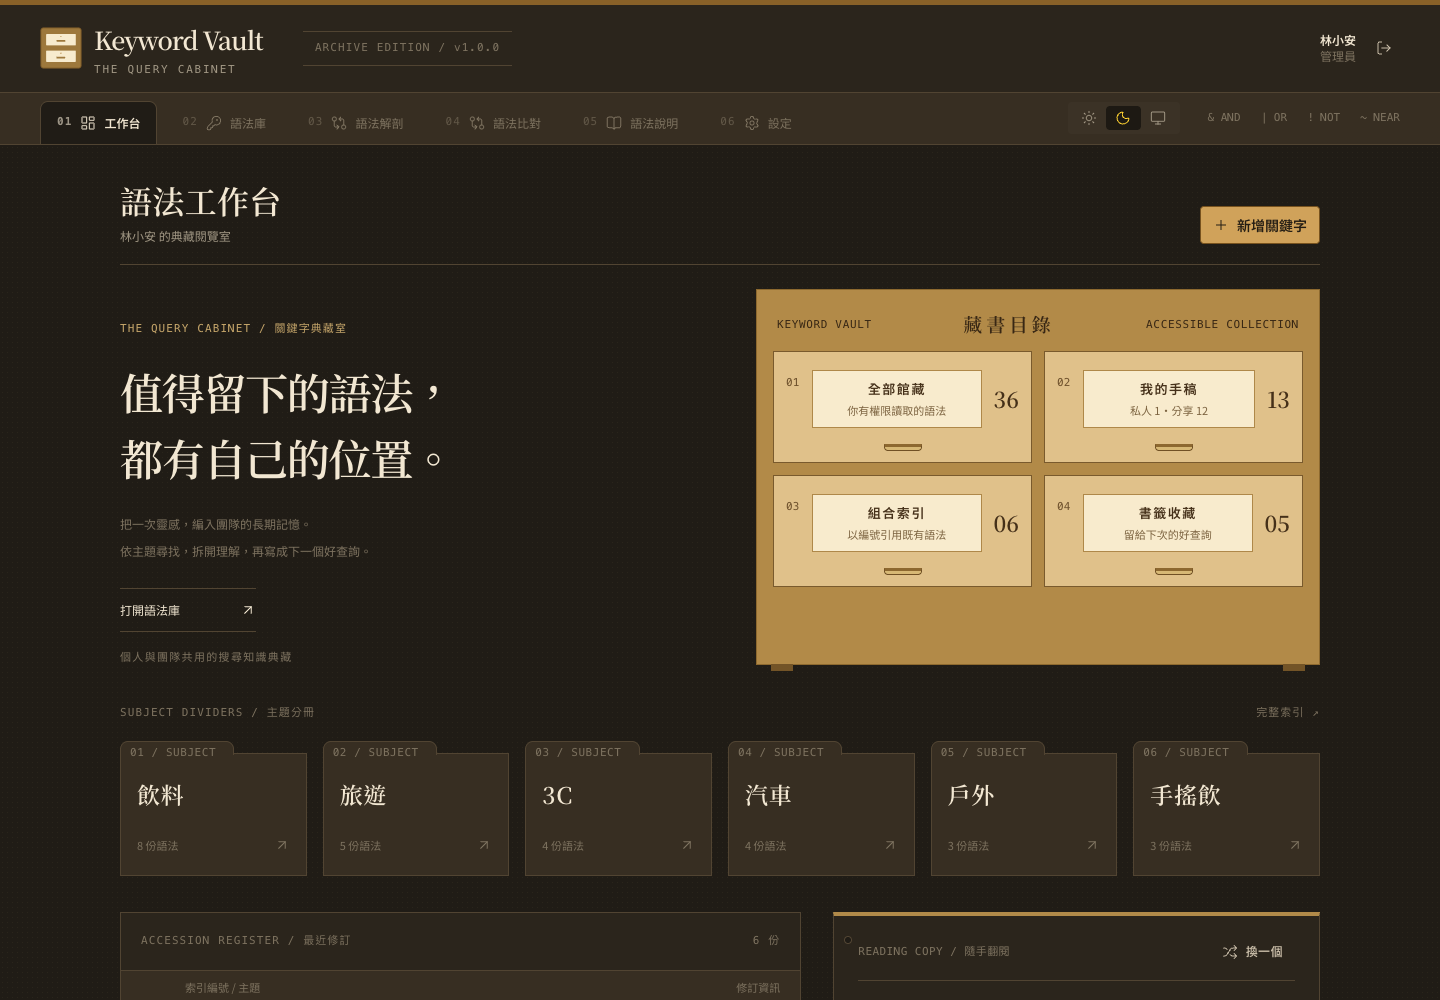 Keyword Vault
THE QUERY CABINET
ARCHIVE EDITION / v1.0.0
林小安
管理員
01 工作台
02 語法庫
03 語法解剖
04 語法比對
05 語法說明
06 設定
& AND | OR ! NOT ~ NEAR
語法工作台
林小安 的典藏閱覽室
新增關鍵字
THE QUERY CABINET / 關鍵字典藏室
值得留下的語法，
都有自己的位置。
把一次靈感，編入團隊的長期記憶。
依主題尋找，拆開理解，再寫成下一個好查詢。
打開語法庫
個人與團隊共用的搜尋知識典藏
KEYWORD VAULT
藏書目錄
ACCESSIBLE COLLECTION
01
全部館藏
你有權限讀取的語法
36
02
我的手稿
私人 1・分享 12
13
03
組合索引
以編號引用既有語法
06
04
書籤收藏
留給下次的好查詢
05
SUBJECT DIVIDERS / 主題分冊
完整索引 ↗
01 / SUBJECT
飲料
8 份語法
02 / SUBJECT
旅遊
5 份語法
03 / SUBJECT
3C
4 份語法
04 / SUBJECT
汽車
4 份語法
05 / SUBJECT
戶外
3 份語法
06 / SUBJECT
手搖飲
3 份語法
ACCESSION REGISTER / 最近修訂
6 份
索引編號 / 主題
修訂資訊
READING COPY / 隨手翻閱
換一個